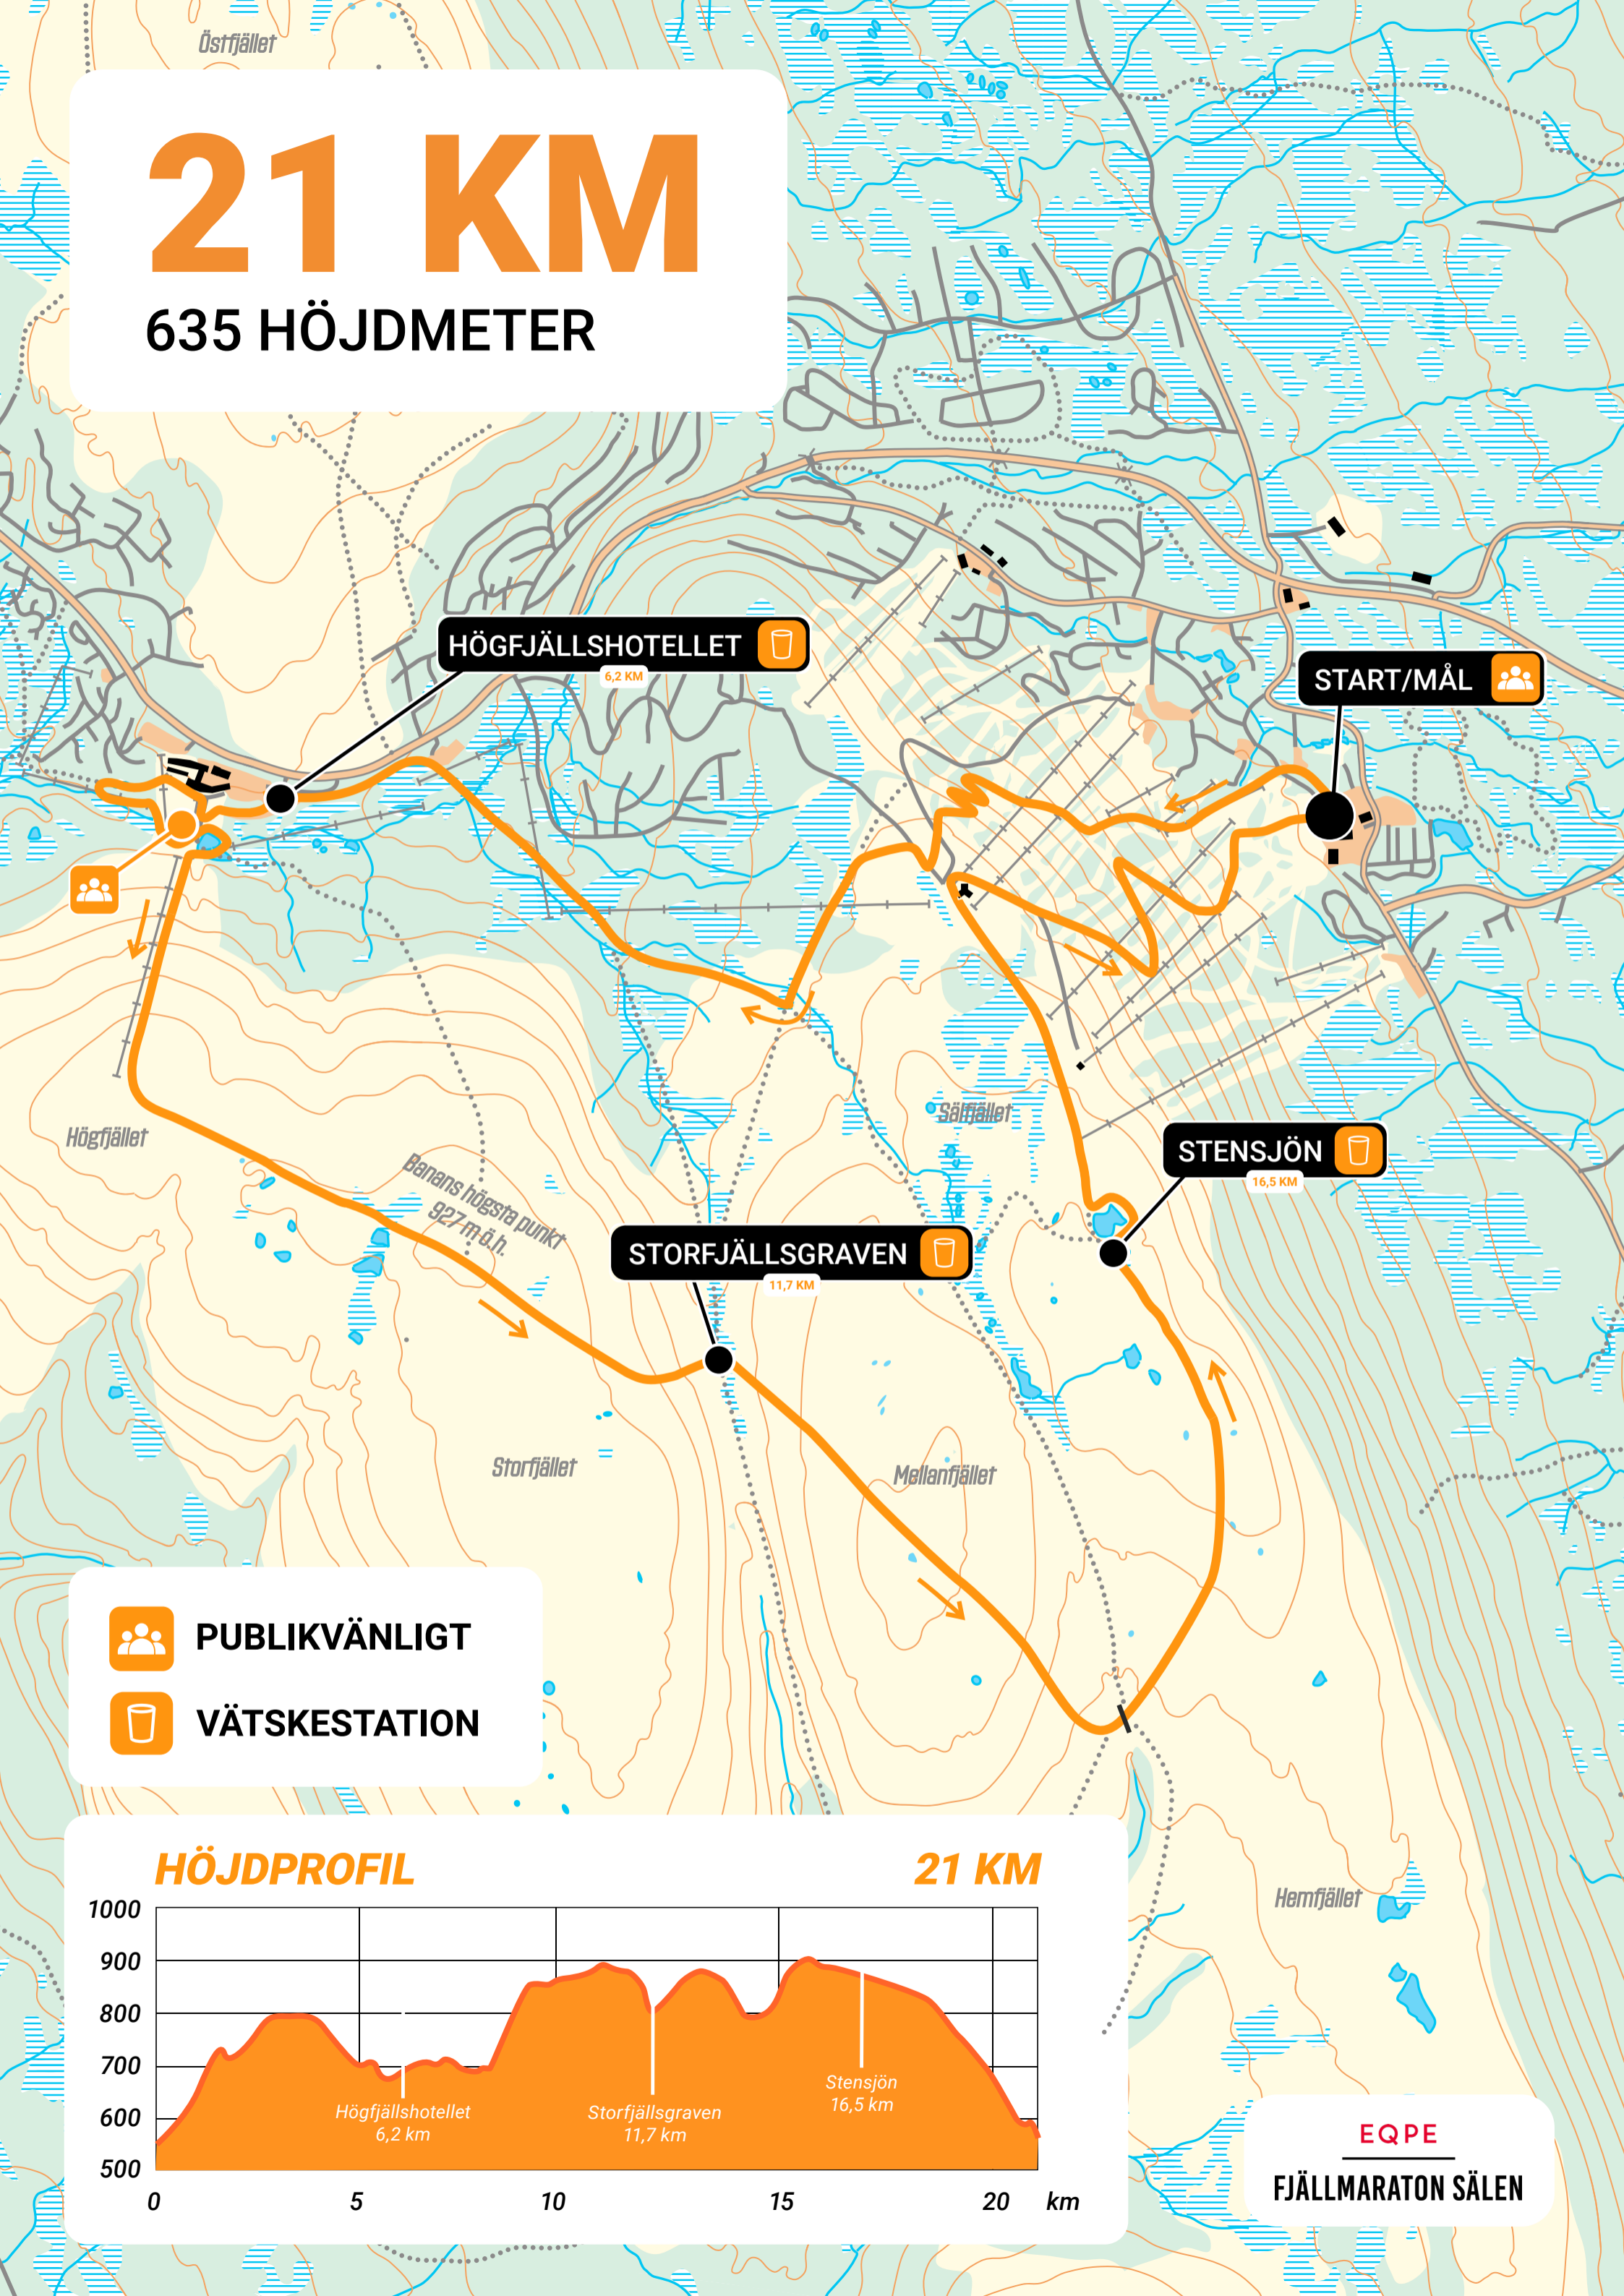 Östfjället
21 KM
635 HÖJDMETER
HÖGFJÄLLSHOTELLET
6,2 KM
START/MÅL
Sälfjället
Högfjället
STENSJÖN
16,5 KM
Banans högsta punkt
927 m ö.h.
STORFJÄLLSGRAVEN
11,7 KM
Storfjället
Mellanfjället
PUBLIKVÄNLIGT
VÄTSKESTATION
HÖJDPROFIL
21 KM
1000
900
800
700
600
500
Högfjällshotellet
6,2 km
Storfjällsgraven
11,7 km
Stensjön
16,5 km
0 5 10 15 20 km
Hemfjället
EQPE
FJÄLLMARATON SÄLEN